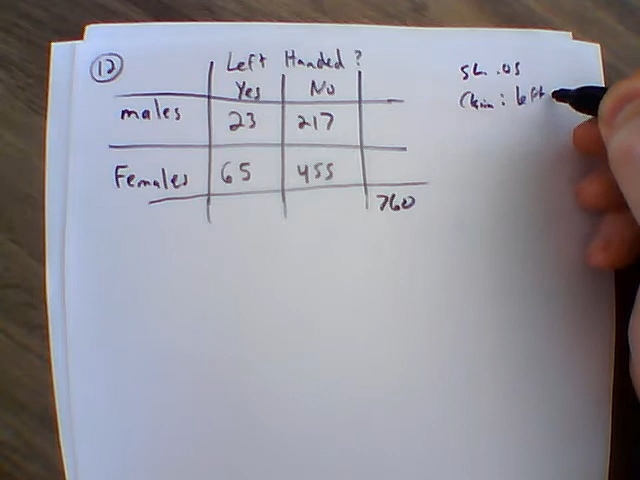 12 Left Handed?
Yes No
males 23 217
Females 65 455
760
SL .05
Claim: Left